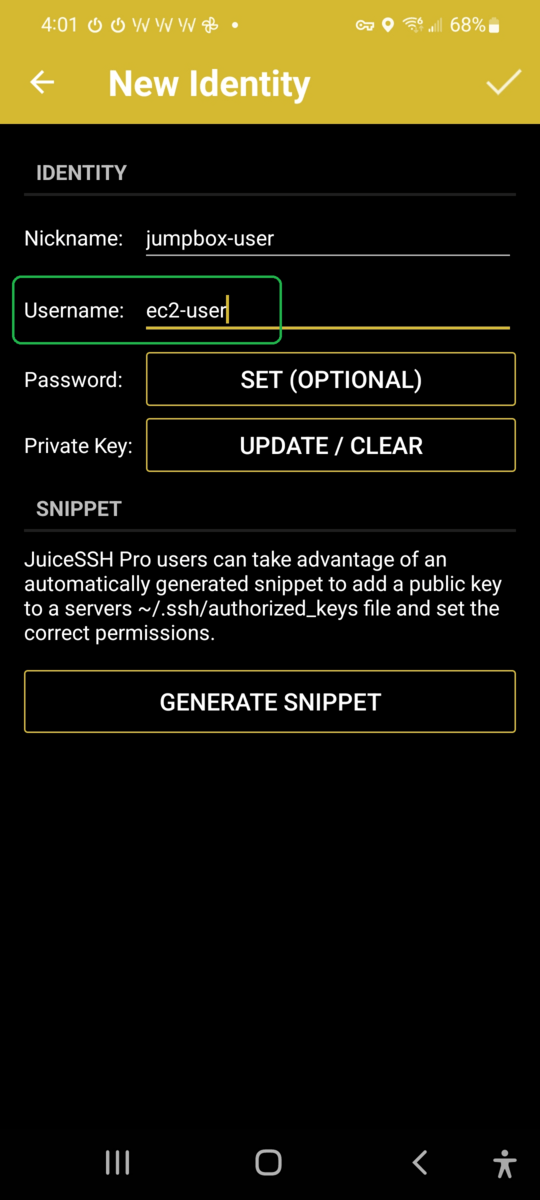 4:01 68%
New Identity
IDENTITY
Nickname: jumpbox-user
Username: ec2-user
Password: SET (OPTIONAL)
Private Key: UPDATE / CLEAR
SNIPPET
JuiceSSH Pro users can take advantage of an
automatically generated snippet to add a public key
to a servers ~/.ssh/authorized_keys file and set the
correct permissions.
GENERATE SNIPPET